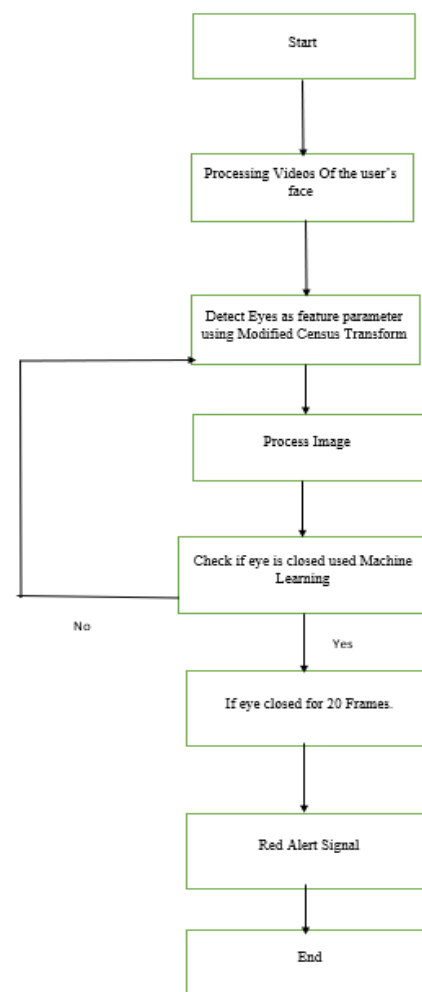 Start
Processing Videos Of the user's
face
Detect Eyes as feature parameter
using Modified Census Transform
Process Image
Check if eye is closed used Machine
Learning
No
Yes
If eye closed for 20 Frames.
Red Alert Signal
End